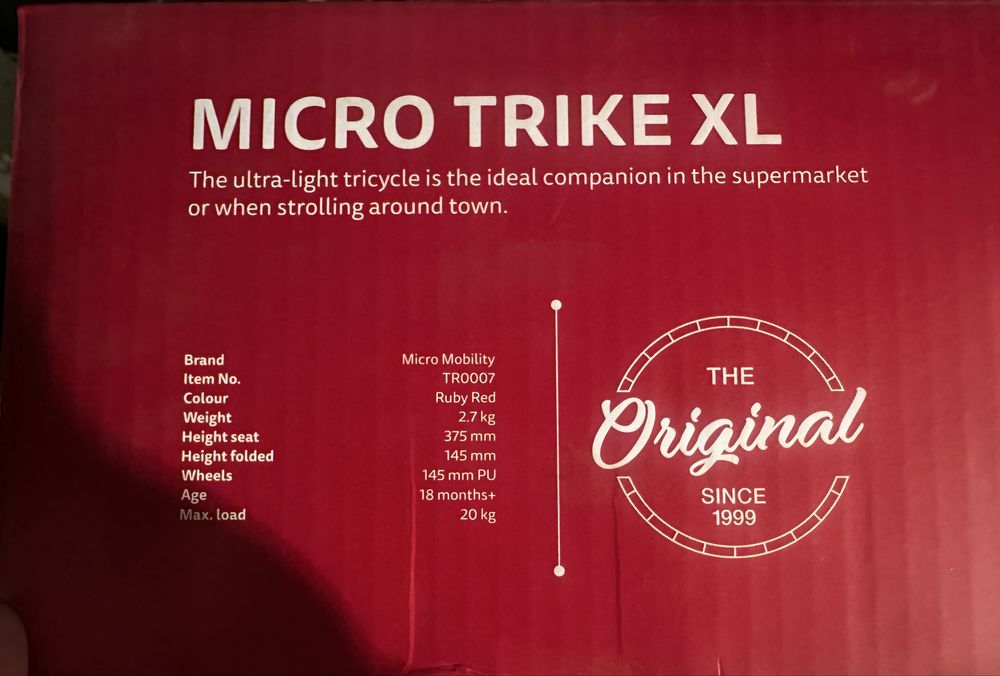 MICRO TRIKE XL
The ultra-light tricycle is the ideal companion in the supermarket
or when strolling around town.
Brand Micro Mobility
Item No. TR0007
Colour Ruby Red
Weight 2.7 kg
Height seat 375 mm
Height folded 145 mm
Wheels 145 mm PU
Age 18 months+
Max. load 20 kg
THE
Original
SINCE
1999